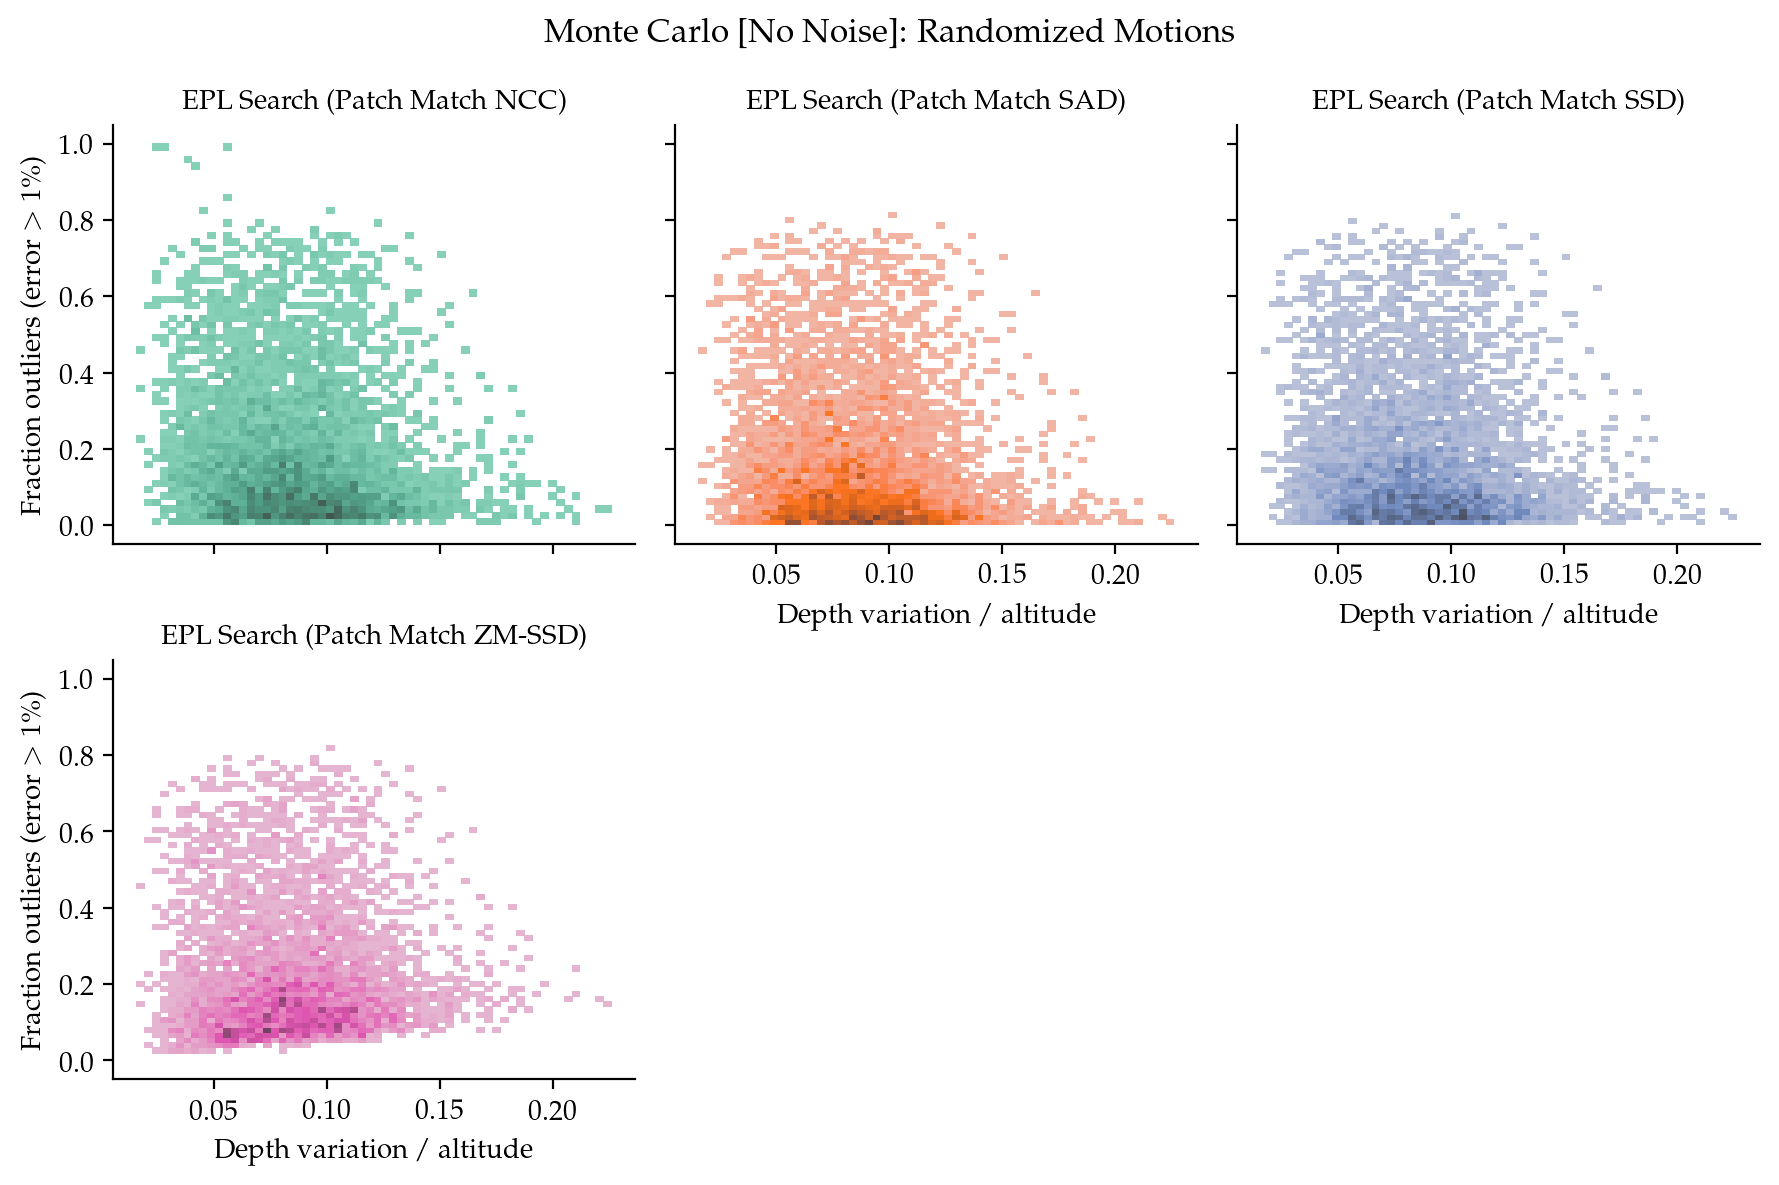 Monte Carlo [No Noise]: Randomized Motions
EPL Search (Patch Match NCC)
EPL Search (Patch Match SAD)
EPL Search (Patch Match SSD)
Fraction outliers (error > 1%)
1.0
0.8
0.6
0.4
0.2
0.0
0.05 0.10 0.15 0.20
Depth variation / altitude
0.05 0.10 0.15 0.20
Depth variation / altitude
EPL Search (Patch Match ZM-SSD)
Fraction outliers (error > 1%)
1.0
0.8
0.6
0.4
0.2
0.0
0.05 0.10 0.15 0.20
Depth variation / altitude